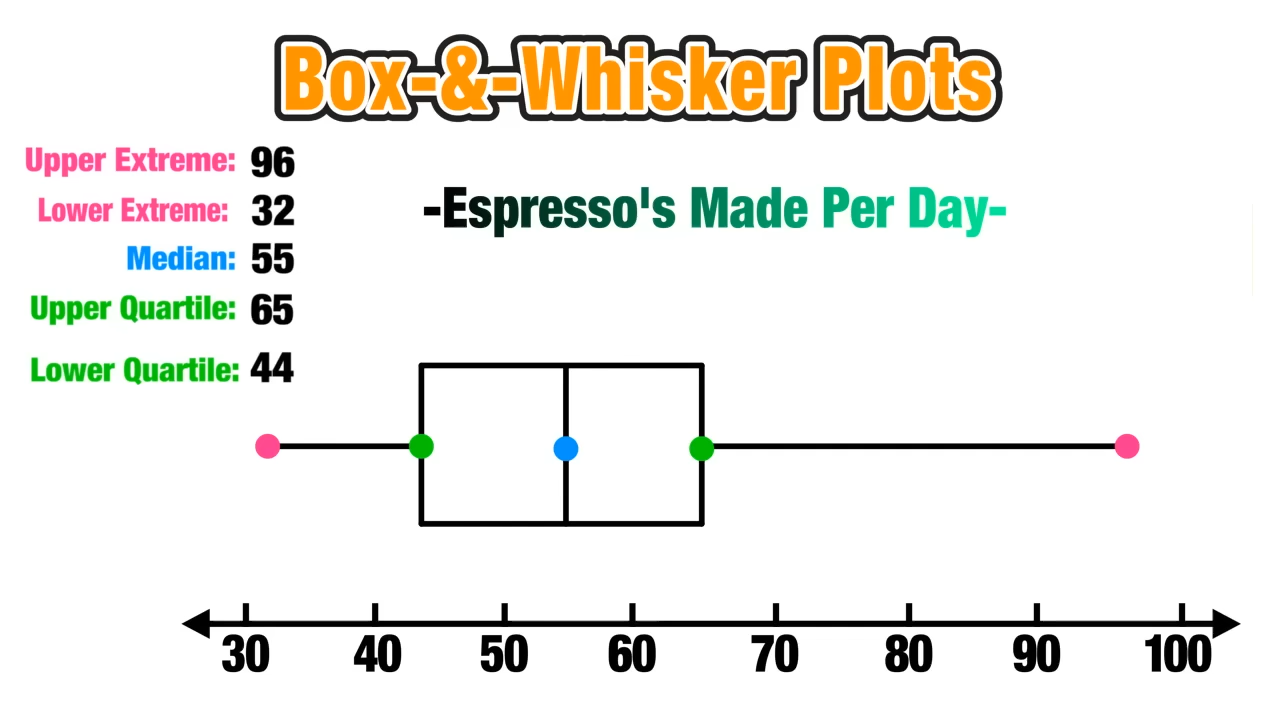 Box-&-Whisker Plots
Upper Extreme: 96
Lower Extreme: 32
Median: 55
Upper Quartile: 65
Lower Quartile: 44
-Espresso's Made Per Day-
30 40 50 60 70 80 90 100